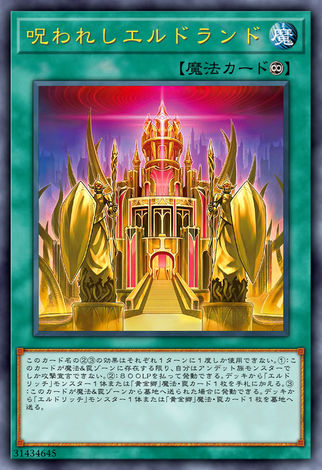 呪われしエルドランド
魔
【魔法カード】
このカード名の②③の効果はそれぞれ１ターンに１度しか使用できない。①：こ
のカードが魔法＆罠ゾーンに存在する限り、自分はアンデット族モンスターで
しか攻撃宣言できない。②：８００ＬＰを払って発動できる。デッキから「エルド
リッチ」モンスター１体または「黄金郷」魔法・罠カード１枚を手札に加える。③
：このカードが魔法＆罠ゾーンから墓地へ送られた場合に発動できる。デッキ
から「エルドリッチ」モンスター１体または「黄金郷」魔法・罠カード１枚を墓地へ
送る。
31434645